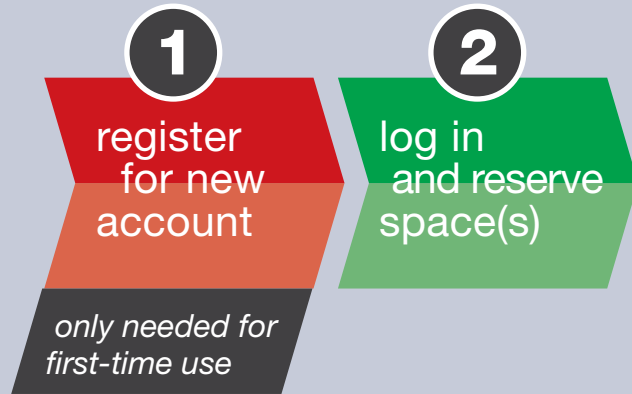 1
register
for new
account
only needed for
first-time use
2
log in
and reserve
space(s)